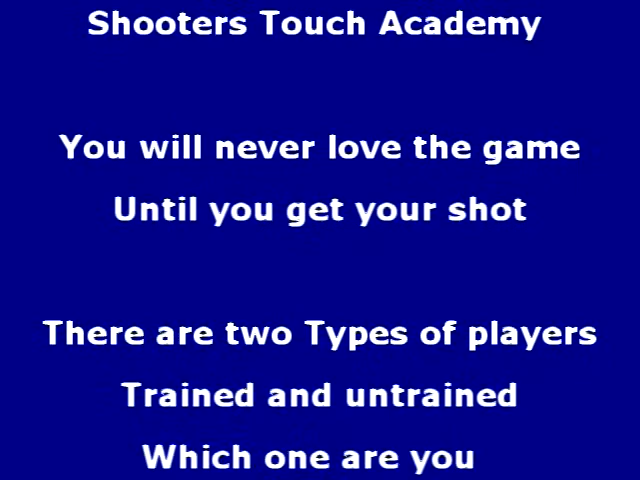 Shooters Touch Academy
You will never love the game
Until you get your shot
There are two Types of players
Trained and untrained
Which one are you